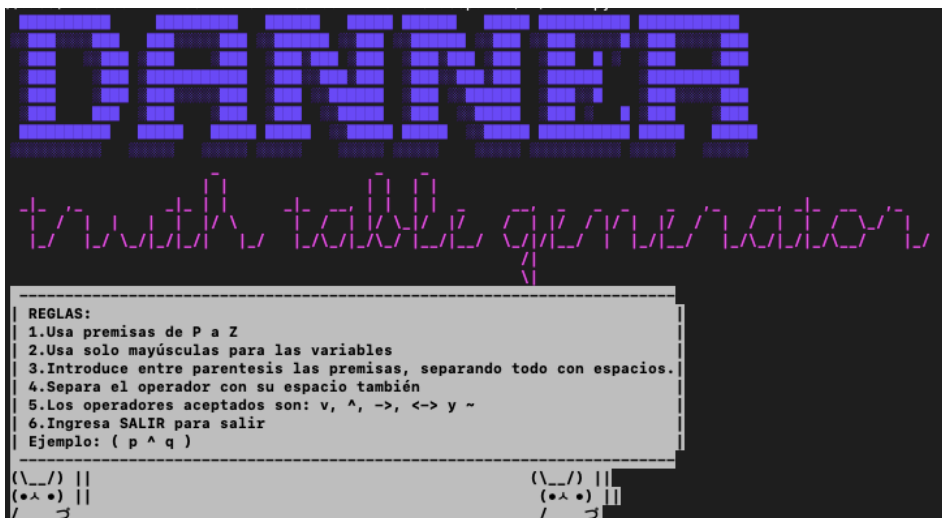 DANNER
truth table generator
REGLAS:
1.Usa premisas de P a Z
2.Usa solo mayúsculas para las variables
3.Introduce entre parentesis las premisas, separando todo con espacios.
4.Separa el operador con su espacio también
5.Los operadores aceptados son: v, ^, —>, <—> y ~
6.Ingresa SALIR para salir
Ejemplo: ( p ^ q )